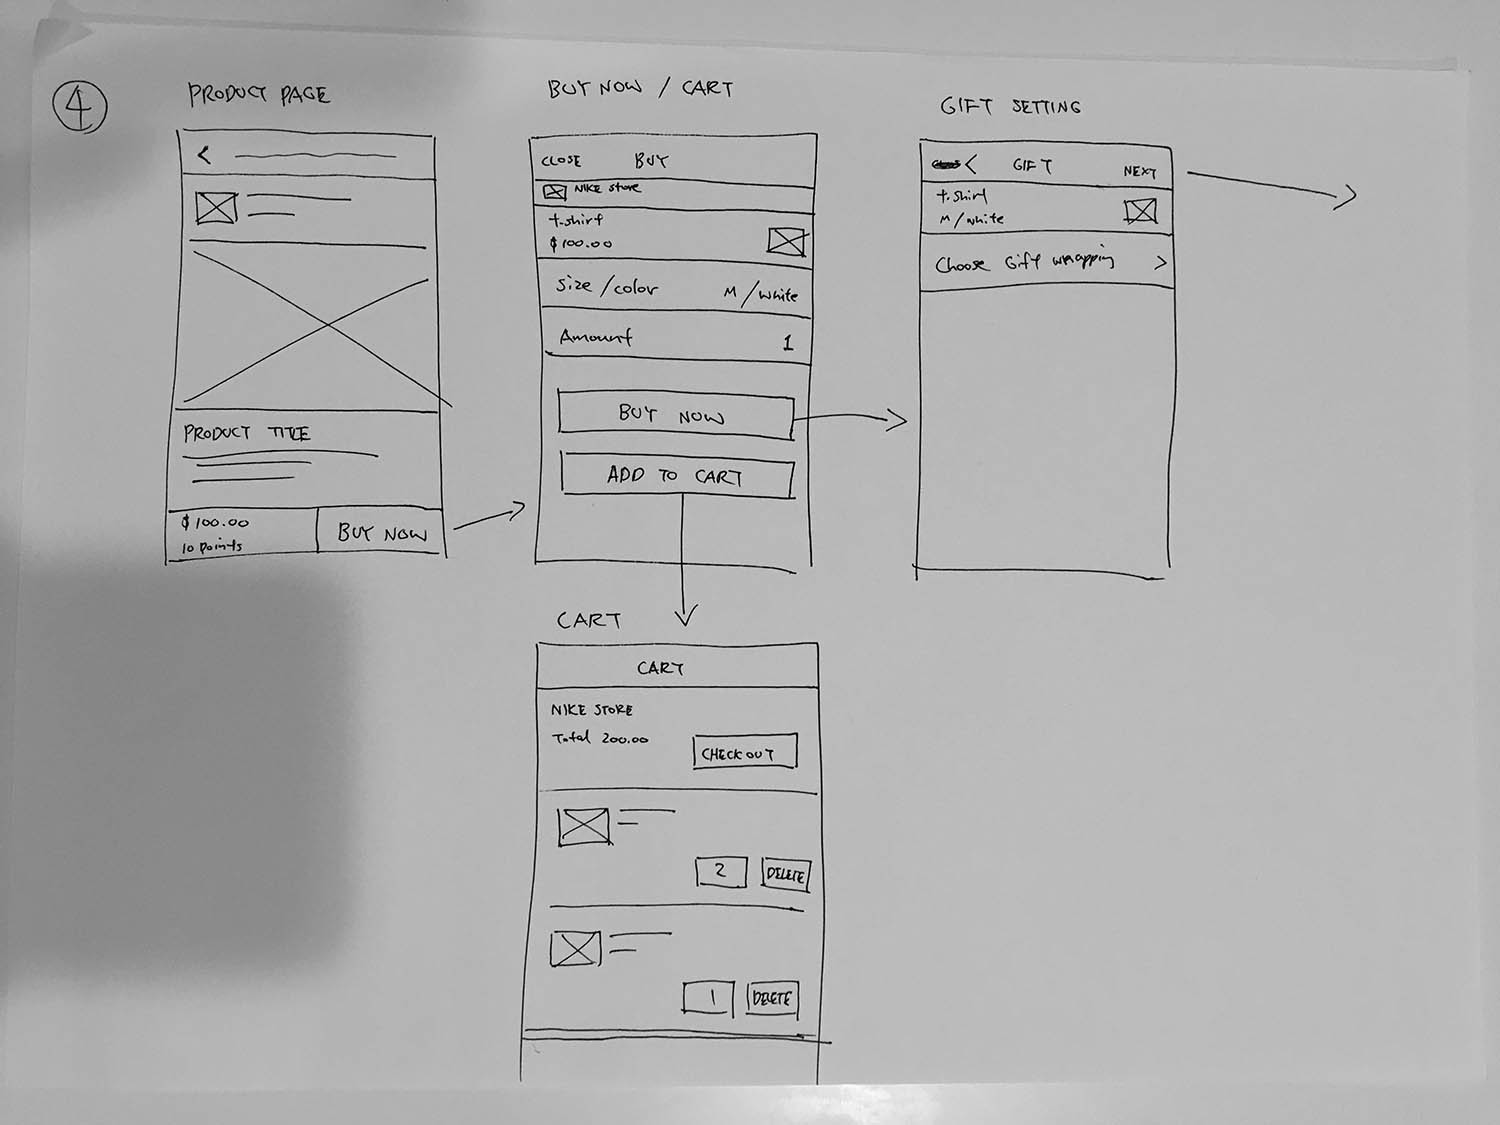 4
PRODUCT PAGE
<
PRODUCT TITLE
$100.00
10 points
BUY NOW
BUY NOW / CART
CLOSE BUY
NIKE Store
t-shirt
$100.00
Size/color M/white
Amount 1
BUY NOW
ADD TO CART
GIFT SETTING
< GIFT NEXT
t-shirt
M/white
Choose Gift wrapping >
CART
CART
NIKE STORE
Total 200.00
CHECK OUT
2 DELETE
1 DELETE